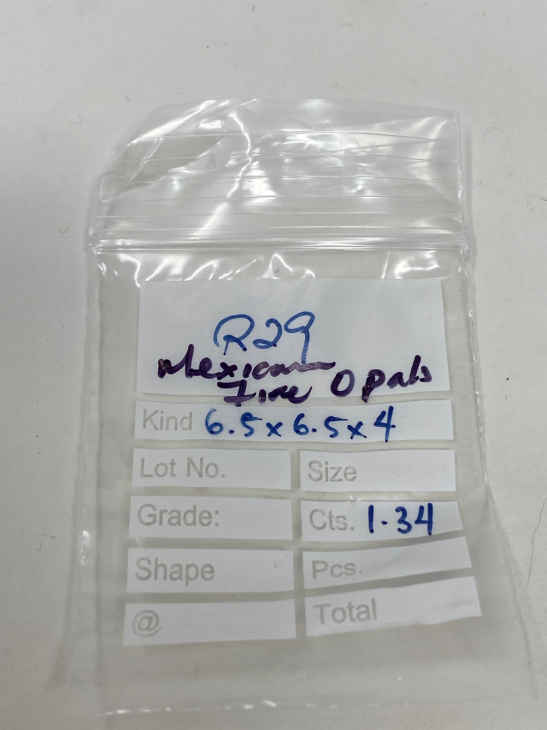 R29
Mexican
Fire Opals
Kind 6.5x6.5x4
Lot No.
Size
Grade:
Cts. 1.34
Shape
Pcs.
@
Total